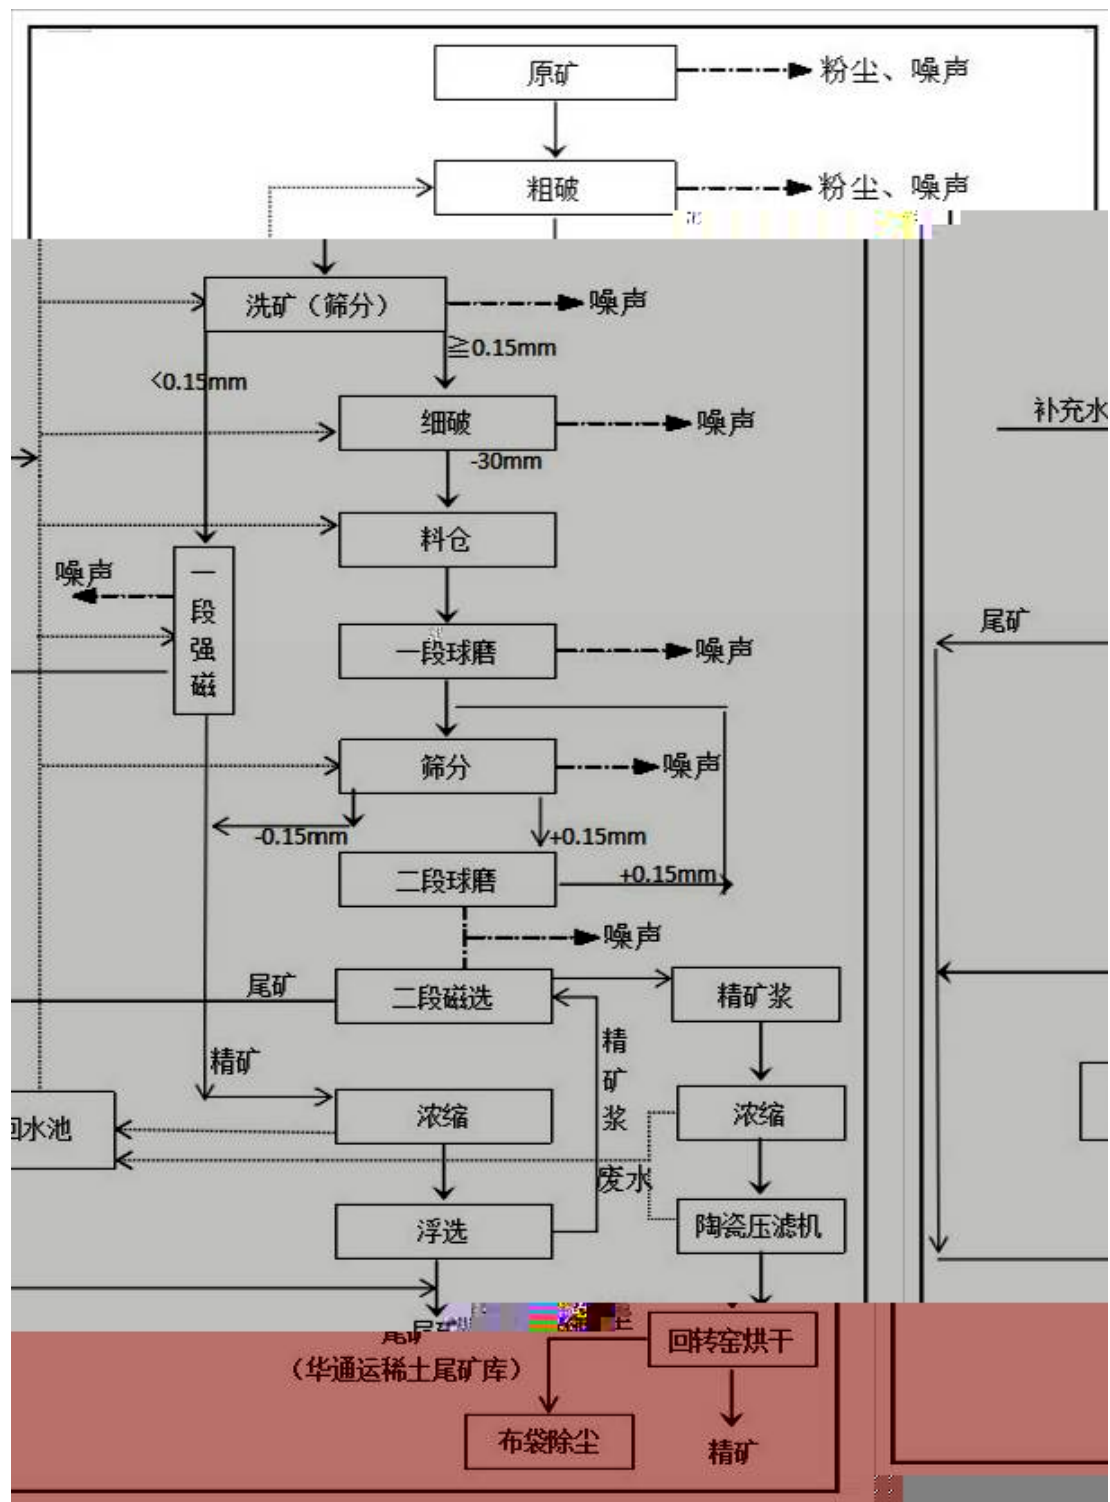 原矿
粉尘、噪声
粗破
粉尘、噪声
洗矿（筛分）
噪声
≧0.15mm
<0.15mm
细破
噪声
-30mm
补充水
料仓
噪声
一段强磁
一段球磨
噪声
尾矿
筛分
噪声
-0.15mm
+0.15mm
二段球磨
+0.15mm
噪声
尾矿
二段磁选
精矿浆
精矿浆
精矿
浓缩
浓缩
回水池
废水
浮选
陶瓷压滤机
尾矿
（华通运稀土尾矿库）
回转窑烘干
布袋除尘
精矿